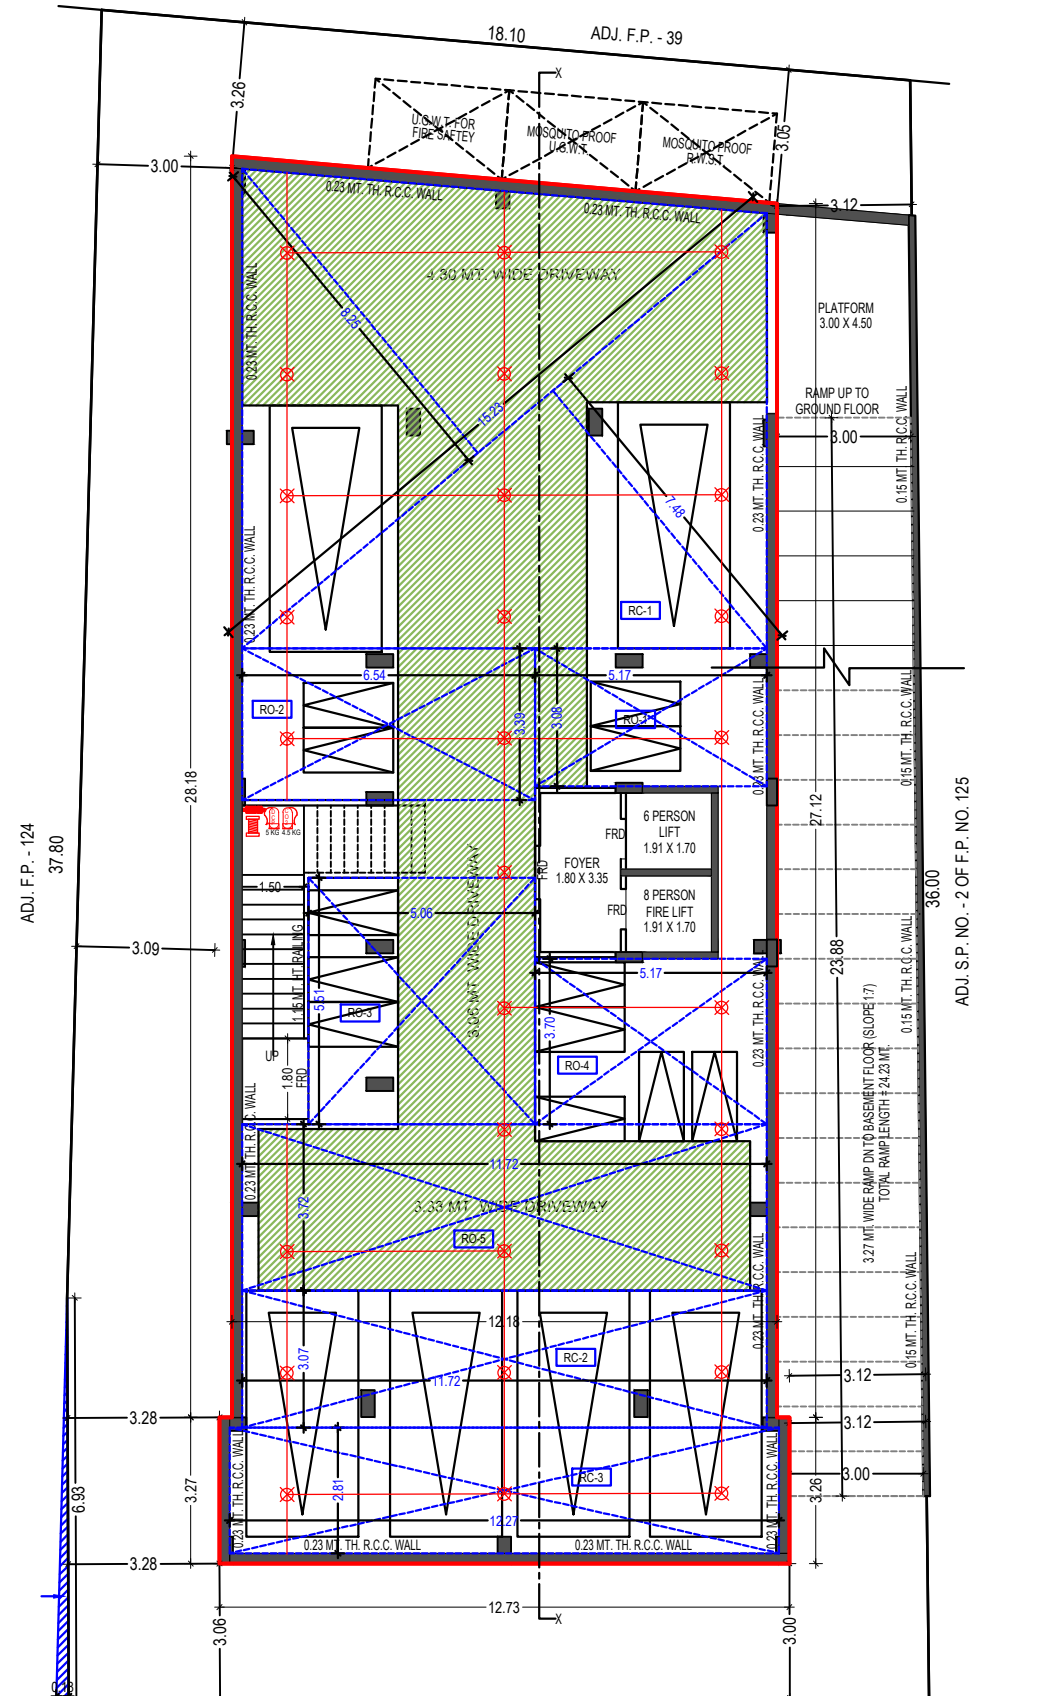 18.10
ADJ. F.P. - 39
3.26
X
U.G.W.T. FOR
FIRE SAFTEY
MOSQUITO PROOF
U.G.W.T
MOSQUITO PROOF
R.W.S.T
3.05
3.00
0.23 MT. TH. R.C.C. WALL
0.23 MT. TH. R.C.C. WALL
3.12
4.30 MT. WIDE DRIVEWAY
0.23 MT. TH. R.C.C. WALL
8.25
PLATFORM
3.00 X 4.50
15.23
RAMP UP TO
GROUND FLOOR
3.00
0.15 MT. TH. R.C.C. WALL
0.23 MT. TH. R.C.C. WALL
7.48
0.23 MT. TH. R.C.C. WALL
RC-1
6.54
5.17
RO-2
RO-1
3.39
3.08
0.23 MT. TH. R.C.C. WALL
0.15 MT. TH. R.C.C. WALL
28.18
27.12
ADJ. F.P. - 124
37.80
5 KG
4.5 KG
6 PERSON
LIFT
1.91 X 1.70
FRD
FOYER
1.80 X 3.35
FRD
8 PERSON
FIRE LIFT
1.91 X 1.70
FRD
1.50
5.06
3.06 MT. WIDE DRIVEWAY
36.00
ADJ. S.P. NO. - 2 OF F.P. NO. 125
3.09
1.15 MT. HT. RAILING
5.51
RO-3
5.17
3.70
RO-4
23.88
0.23 MT. TH. R.C.C. WALL
0.15 MT. TH. R.C.C. WALL
UP
1.80
FRD
3.27 MT. WIDE RAMP DN TO BASEMENT FLOOR (SLOPE 1:7)
TOTAL RAMP LENGTH = 24.23 MT.
0.23 MT. TH. R.C.C. WALL
11.72
3.72
3.33 MT. WIDE DRIVEWAY
RO-5
0.23 MT. TH. R.C.C. WALL
0.15 MT. TH. R.C.C. WALL
12.18
3.07
RC-2
11.72
3.12
3.28
3.12
0.23 MT. TH. R.C.C. WALL
2.81
RC-3
0.23 MT. TH. R.C.C. WALL
3.00
6.93
3.27
3.26
12.27
0.23 MT. TH. R.C.C. WALL
0.23 MT. TH. R.C.C. WALL
3.28
12.73
X
3.06
3.00